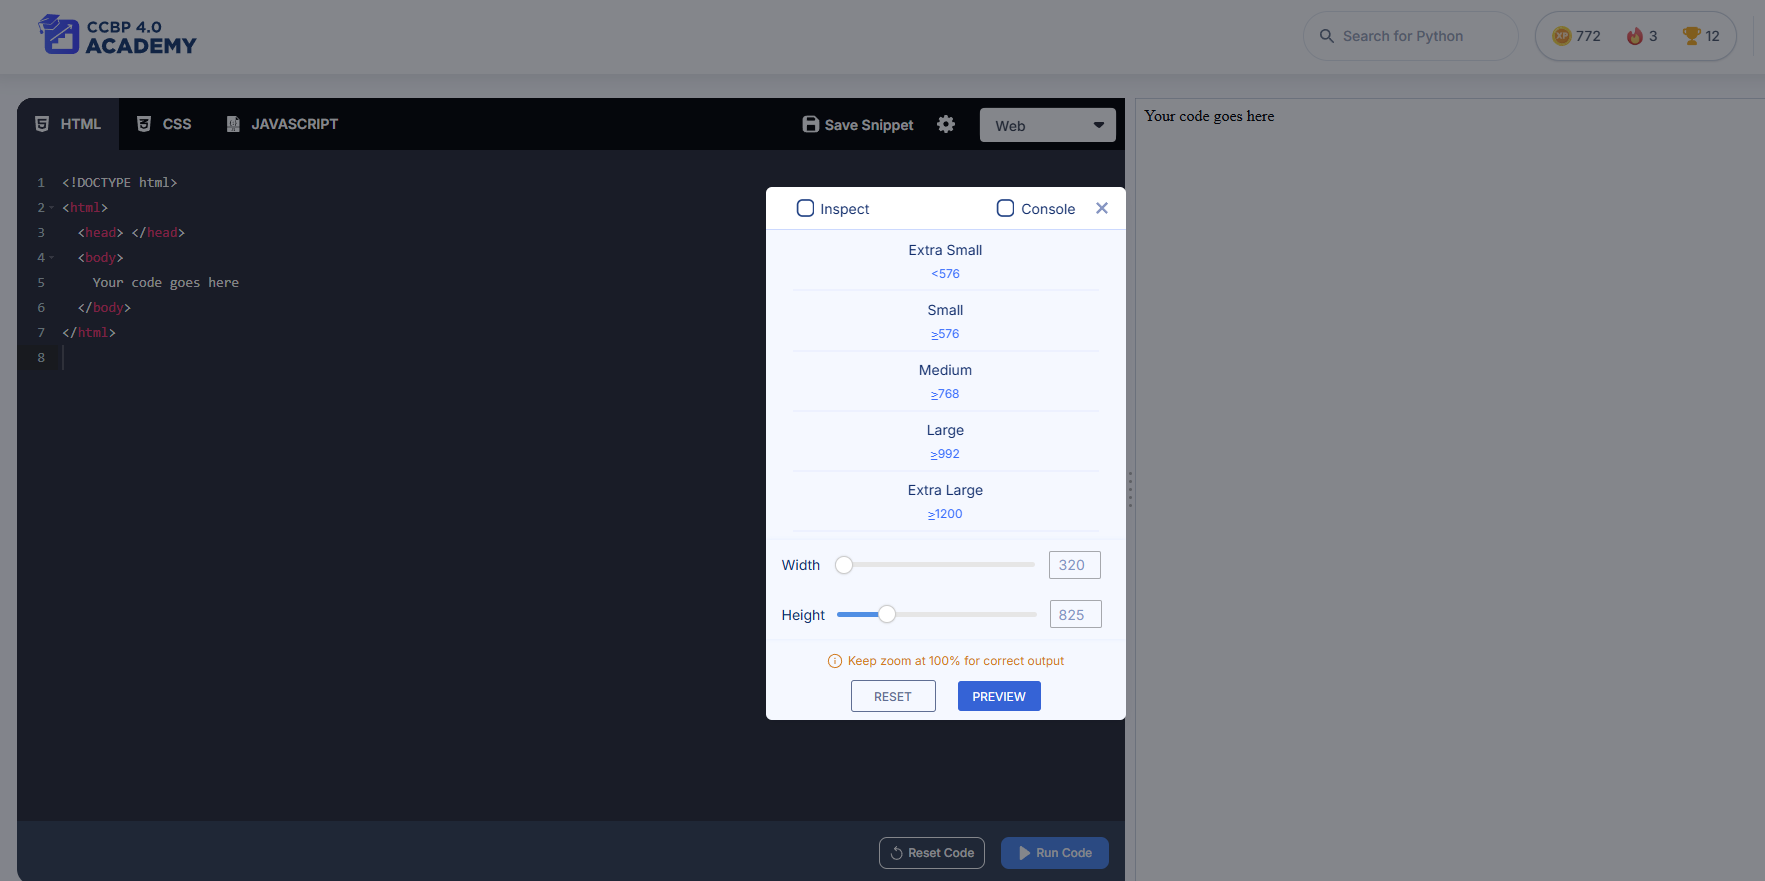 CCBP 4.0
ACADEMY
Search for Python
XP 772 3 12
HTML CSS JAVASCRIPT Save Snippet Web
Your code goes here
1 <!DOCTYPE html>
2 <html>
3 <head> </head>
4 <body>
5 Your code goes here
6 </body>
7 </html>
8
Inspect Console
Extra Small
<576
Small
≥576
Medium
≥768
Large
≥992
Extra Large
≥1200
Width 320
Height 825
Keep zoom at 100% for correct output
RESET PREVIEW
Reset Code Run Code